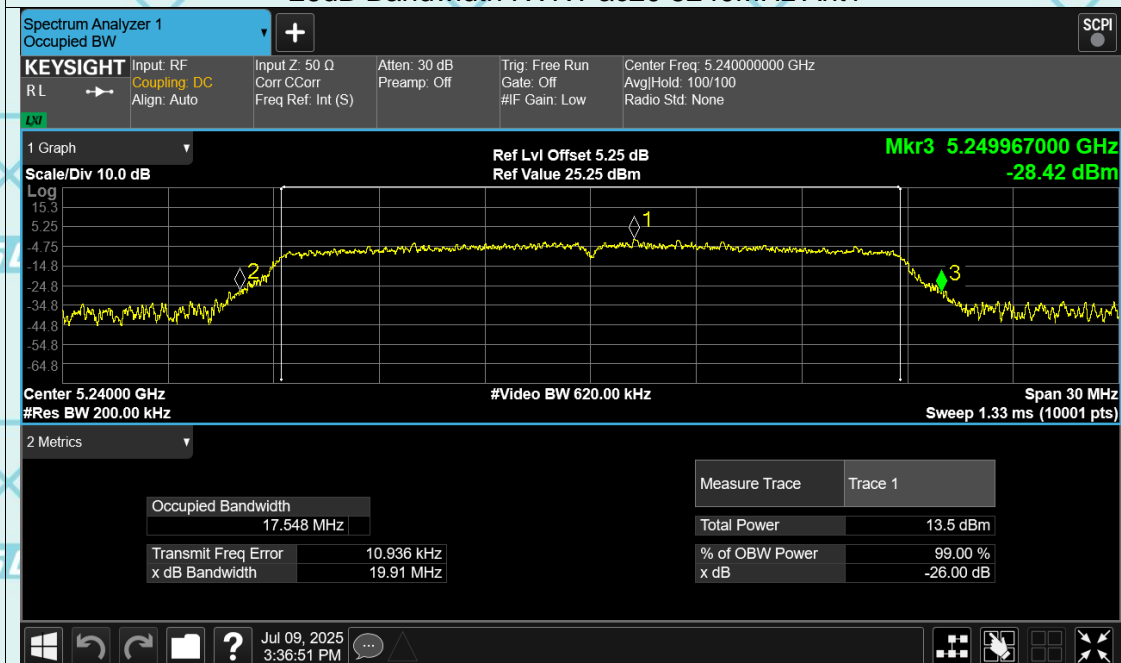 Spectrum Analyzer 1
Occupied BW
+
SCPI
KEYSIGHT
RL
LXI
Input: RF
Coupling: DC
Align: Auto
Input Z: 50 Ω
Corr CCorr
Freq Ref: Int (S)
Atten: 30 dB
Preamp: Off
Trig: Free Run
Gate: Off
#IF Gain: Low
Center Freq: 5.240000000 GHz
Avg|Hold: 100/100
Radio Std: None
1 Graph
Scale/Div 10.0 dB
Ref Lvl Offset 5.25 dB
Ref Value 25.25 dBm
Mkr3 5.249967000 GHz
-28.42 dBm
Log
15.3
5.25
-4.75
-14.8
-24.8
-34.8
-44.8
-54.8
-64.8
1
2
3
Center 5.24000 GHz
#Video BW 620.00 kHz
Span 30 MHz
#Res BW 200.00 kHz
Sweep 1.33 ms (10001 pts)
2 Metrics
Occupied Bandwidth
17.548 MHz
Transmit Freq Error 10.936 kHz
x dB Bandwidth 19.91 MHz
Measure Trace Trace 1
Total Power 13.5 dBm
% of OBW Power 99.00 %
x dB -26.00 dB
?
Jul 09, 2025
3:36:51 PM